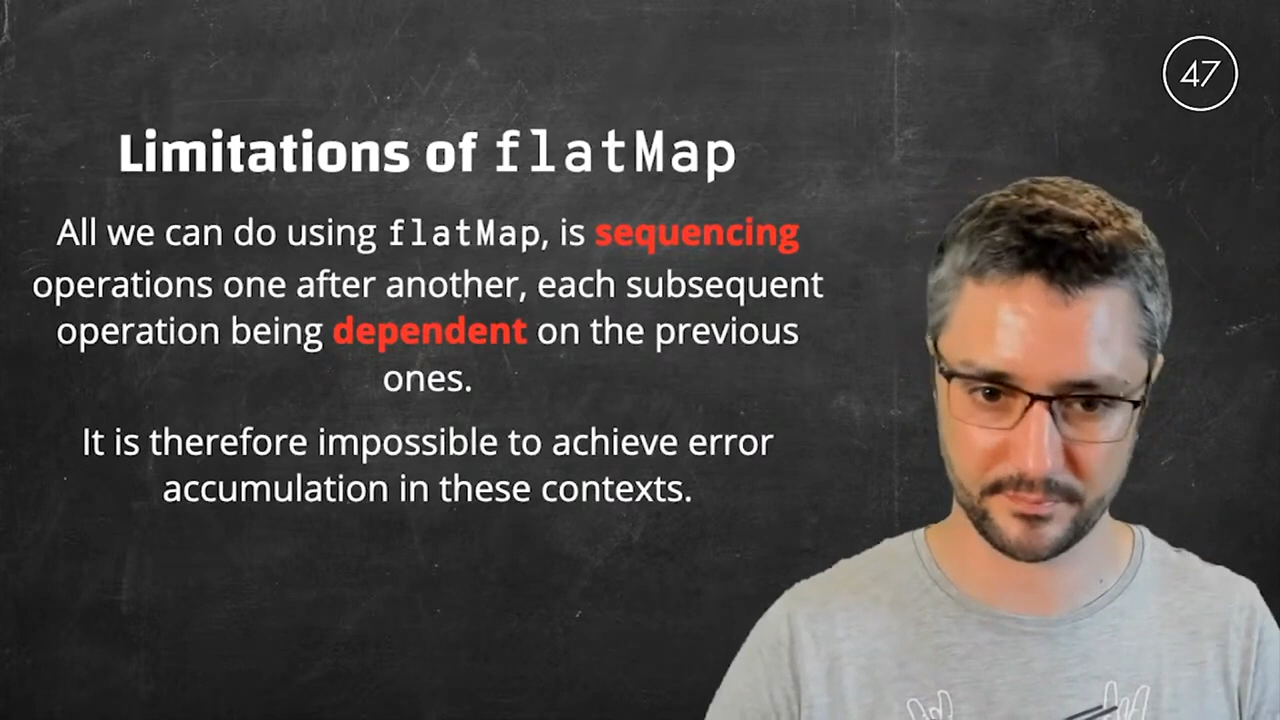 47
Limitations of flatMap
All we can do using flatMap, is sequencing
operations one after another, each subsequent
operation being dependent on the previous
ones.
It is therefore impossible to achieve error
accumulation in these contexts.